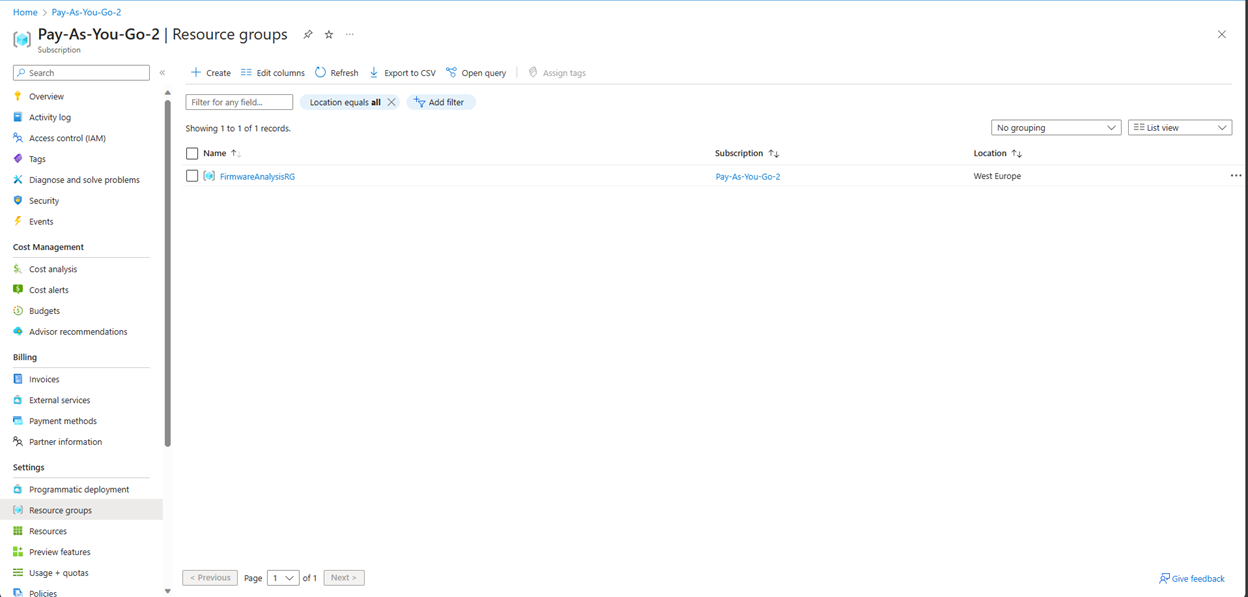 Home > Pay-As-You-Go-2
Pay-As-You-Go-2 | Resource groups
Subscription
Search
Create
Edit columns
Refresh
Export to CSV
Open query
Assign tags
Overview
Activity log
Access control (IAM)
Tags
Diagnose and solve problems
Security
Events
Cost Management
Cost analysis
Cost alerts
Budgets
Advisor recommendations
Billing
Invoices
External services
Payment methods
Partner information
Settings
Programmatic deployment
Resource groups
Resources
Preview features
Usage + quotas
Policies
Filter for any field...
Location equals all
Add filter
Showing 1 to 1 of 1 records.
No grouping
List view
Name Subscription Location
FirmwareAnalysisRG Pay-As-You-Go-2 West Europe
< Previous Page 1 of 1 Next >
Give feedback